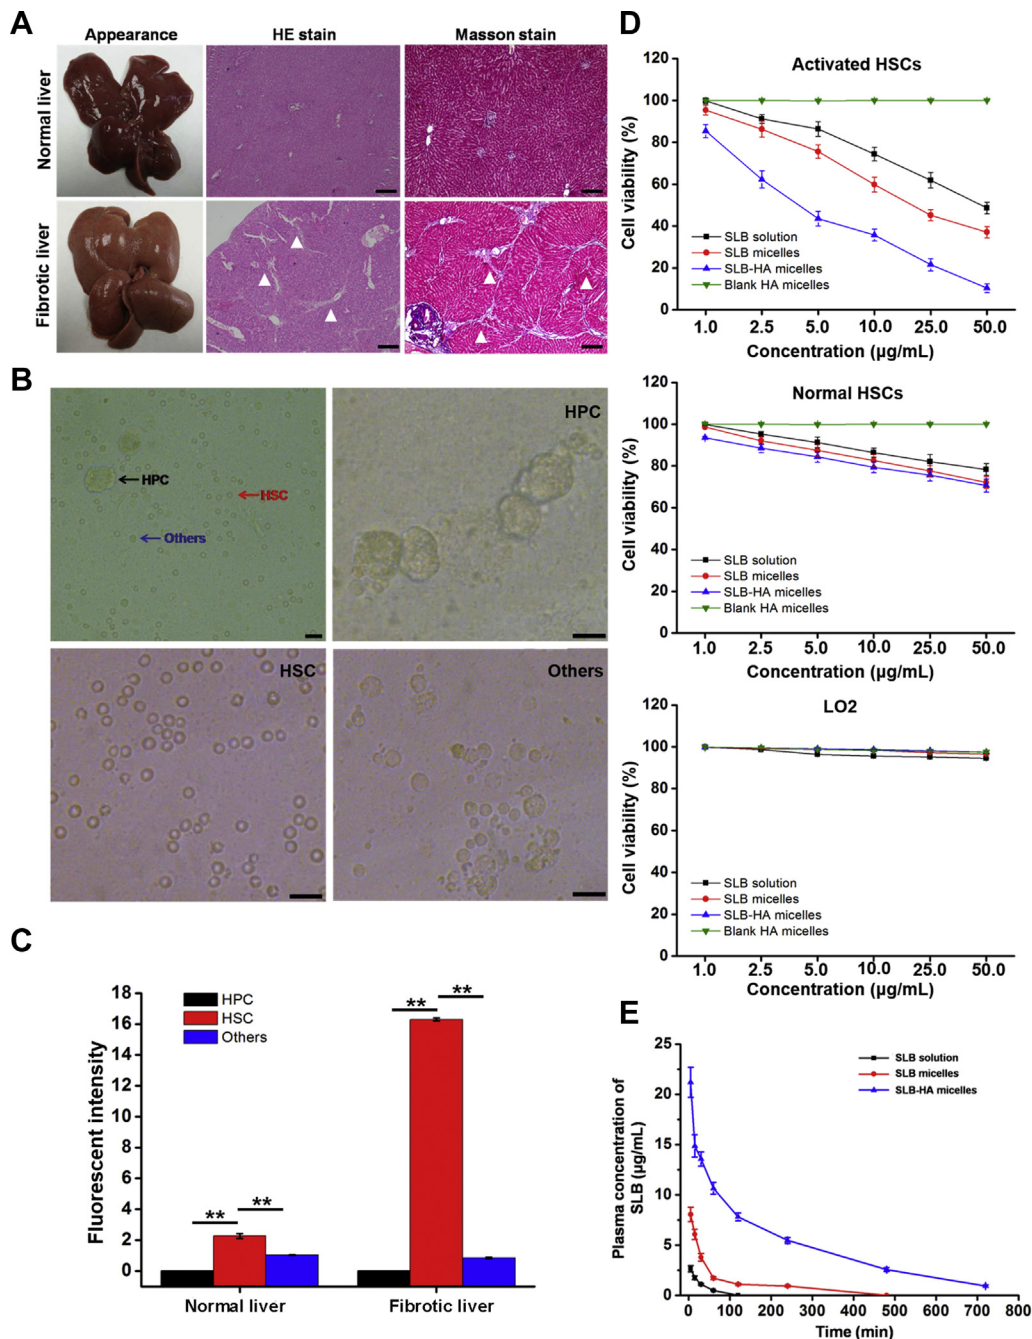 A
Appearance
HE stain
Masson stain
Normal liver
Fibrotic liver
B
HPC
HSC
Others
HPC
HSC
Others
C
Fluorescent intensity
18
16
14
12
10
8
6
4
2
0
HPC
HSC
Others
**
**
**
**
Normal liver
Fibrotic liver
D
Activated HSCs
Cell viability (%)
120
100
80
60
40
20
0
SLB solution
SLB micelles
SLB-HA micelles
Blank HA micelles
1.0 2.5 5.0 10.0 25.0 50.0
Concentration (µg/mL)
Normal HSCs
Cell viability (%)
120
100
80
60
40
20
0
SLB solution
SLB micelles
SLB-HA micelles
Blank HA micelles
1.0 2.5 5.0 10.0 25.0 50.0
Concentration (µg/mL)
LO2
Cell viability (%)
120
100
80
60
40
20
0
SLB solution
SLB micelles
SLB-HA micelles
Blank HA micelles
1.0 2.5 5.0 10.0 25.0 50.0
Concentration (µg/mL)
E
Plasma concentration of
SLB (µg/mL)
25
20
15
10
5
0
SLB solution
SLB micelles
SLB-HA micelles
0 100 200 300 400 500 600 700 800
Time (min)